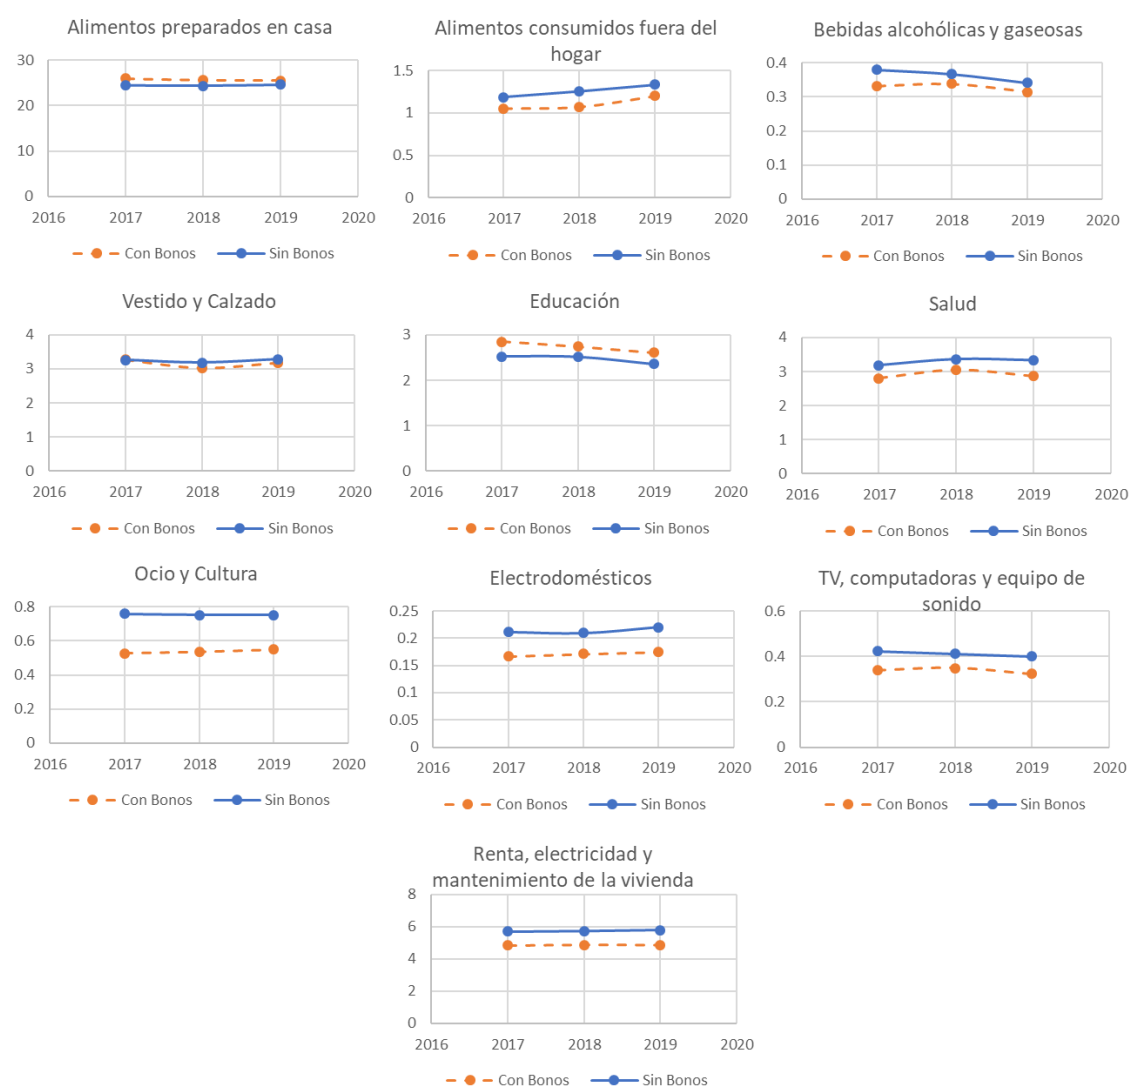 Alimentos preparados en casa
30
20
10
0
2016 2017 2018 2019 2020
Con Bonos Sin Bonos
Alimentos consumidos fuera del
hogar
1.5
1
0.5
0
2016 2017 2018 2019 2020
Con Bonos Sin Bonos
Bebidas alcohólicas y gaseosas
0.4
0.3
0.2
0.1
0
2016 2017 2018 2019 2020
Con Bonos Sin Bonos
Vestido y Calzado
4
3
2
1
0
2016 2017 2018 2019 2020
Con Bonos Sin Bonos
Educación
3
2
1
0
2016 2017 2018 2019 2020
Con Bonos Sin Bonos
Salud
4
3
2
1
0
2016 2017 2018 2019 2020
Con Bonos Sin Bonos
Ocio y Cultura
0.8
0.6
0.4
0.2
0
2016 2017 2018 2019 2020
Con Bonos Sin Bonos
Electrodomésticos
0.25
0.2
0.15
0.1
0.05
0
2016 2017 2018 2019 2020
Con Bonos Sin Bonos
TV, computadoras y equipo de
sonido
0.6
0.4
0.2
0
2016 2017 2018 2019 2020
Con Bonos Sin Bonos
Renta, electricidad y
mantenimiento de la vivienda
8
6
4
2
0
2016 2017 2018 2019 2020
Con Bonos Sin Bonos